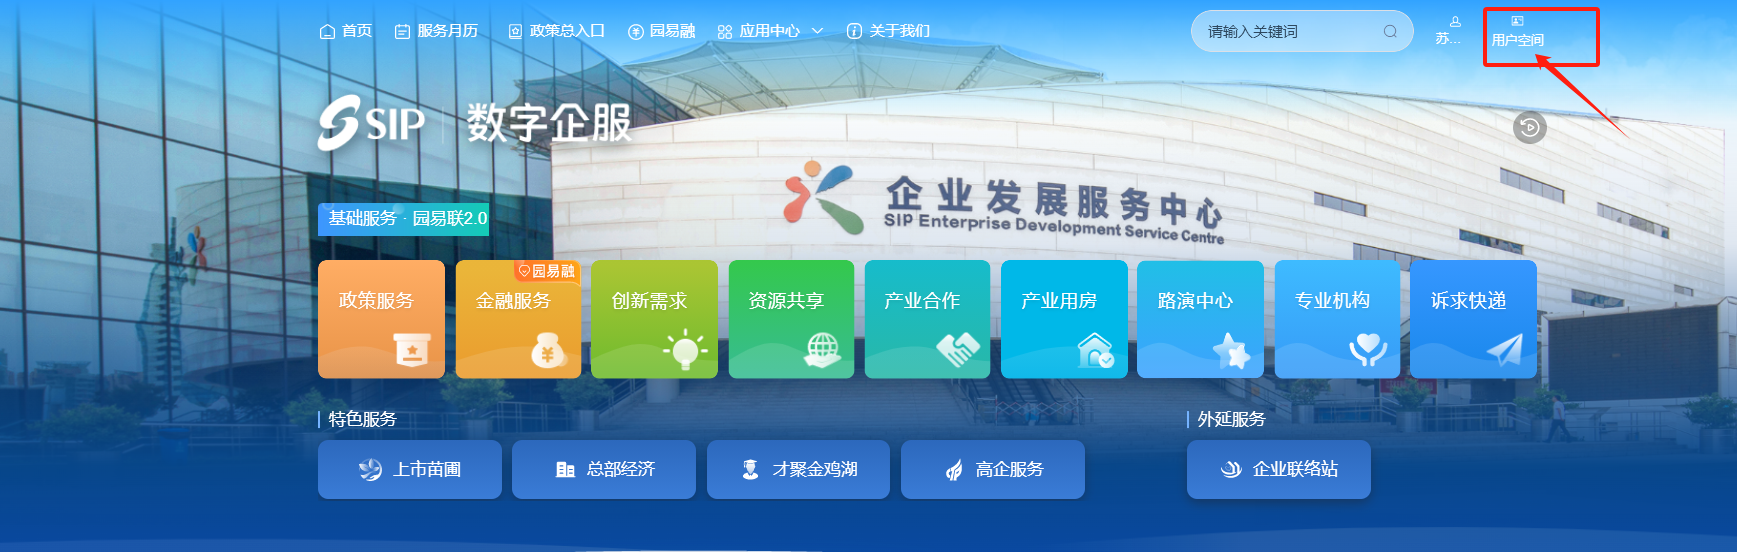 首页 服务月历 政策总入口 园易融 应用中心 关于我们
请输入关键词
苏...
用户空间
SIP 数字企服
企业发展服务中心
SIP Enterprise Development Service Centre
基础服务 · 园易联2.0
政策服务
金融服务
园易融
创新需求
资源共享
产业合作
产业用房
路演中心
专业机构
诉求快递
特色服务
上市苗圃
总部经济
才聚金鸡湖
高企服务
外延服务
企业联络站